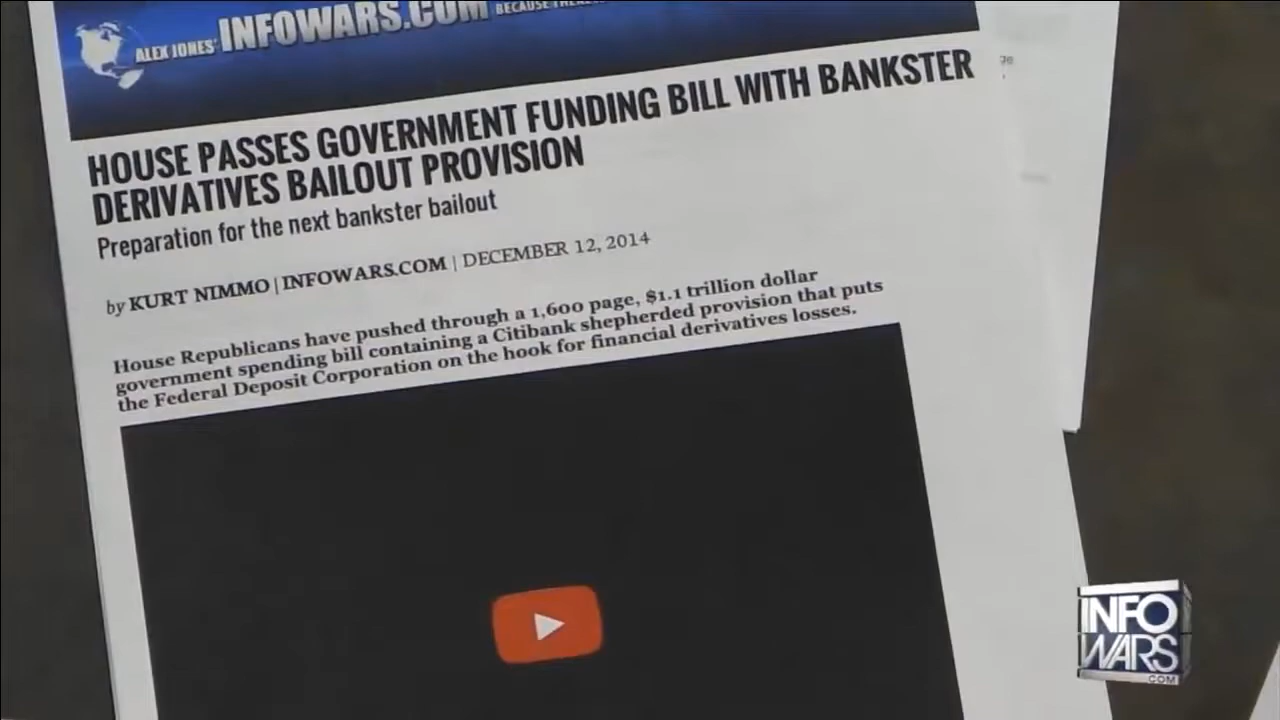 ALEX JONES' INFOWARS.COM BECAUSE
HOUSE PASSES GOVERNMENT FUNDING BILL WITH BANKSTER
DERIVATIVES BAILOUT PROVISION
Preparation for the next bankster bailout
by KURT NIMMO | INFOWARS.COM | DECEMBER 12, 2014
House Republicans have pushed through a 1,600 page, $1.1 trillion dollar
government spending bill containing a Citibank shepherded provision that puts
the Federal Deposit Corporation on the hook for financial derivatives losses.
INFO
WARS
.COM